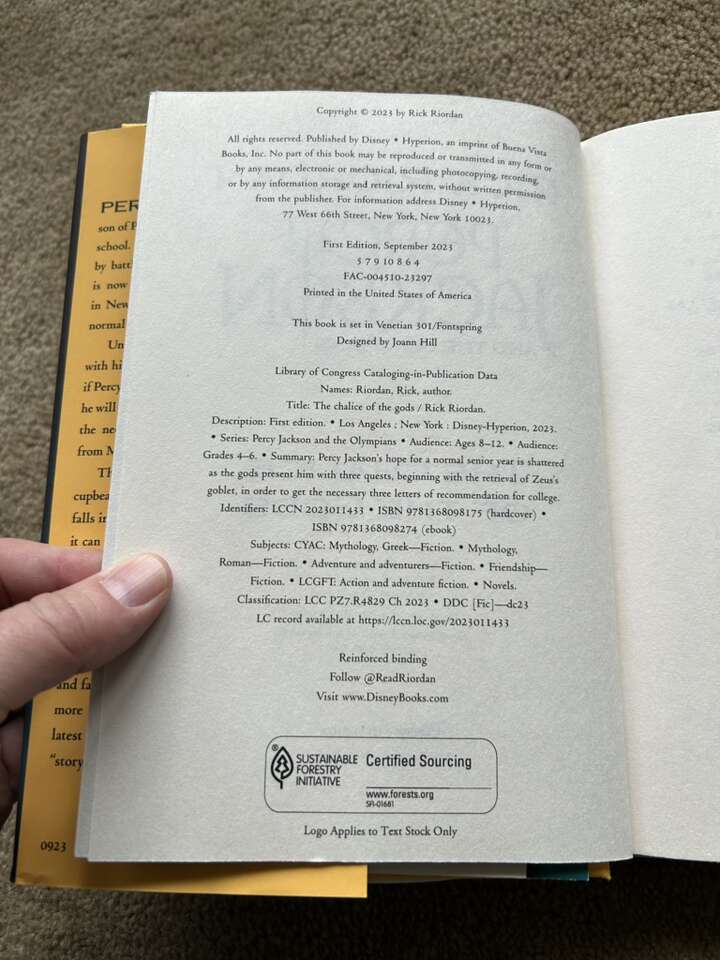 Copyright © 2023 by Rick Riordan
All rights reserved. Published by Disney • Hyperion, an imprint of Buena Vista
Books, Inc. No part of this book may be reproduced or transmitted in any form or
by any means, electronic or mechanical, including photocopying, recording,
or by any information storage and retrieval system, without written permission
from the publisher. For information address Disney • Hyperion,
77 West 66th Street, New York, New York 10023.
First Edition, September 2023
5 7 9 10 8 6 4
FAC-004510-23297
Printed in the United States of America
This book is set in Venetian 301/Fontspring
Designed by Joann Hill
Library of Congress Cataloging-in-Publication Data
Names: Riordan, Rick, author.
Title: The chalice of the gods / Rick Riordan.
Description: First edition. • Los Angeles ; New York : Disney-Hyperion, 2023.
• Series: Percy Jackson and the Olympians • Audience: Ages 8–12. • Audience:
Grades 4–6. • Summary: Percy Jackson's hope for a normal senior year is shattered
as the gods present him with three quests, beginning with the retrieval of Zeus's
goblet, in order to get the necessary three letters of recommendation for college.
Identifiers: LCCN 2023011433 • ISBN 9781368098175 (hardcover) •
ISBN 9781368098274 (ebook)
Subjects: CYAC: Mythology, Greek—Fiction. • Mythology,
Roman—Fiction. • Adventure and adventurers—Fiction. • Friendship—
Fiction. • LCGFT: Action and adventure fiction. • Novels.
Classification: LCC PZ7.R4829 Ch 2023 • DDC [Fic]—dc23
LC record available at https://lccn.loc.gov/2023011433
Reinforced binding
Follow @ReadRiordan
Visit www.DisneyBooks.com
® SUSTAINABLE
FORESTRY
INITIATIVE
Certified Sourcing
www.forests.org
SFI-01681
Logo Applies to Text Stock Only
PER
son of P
school.
by batt
is now
in New
normal
Un
with hi
if Percy
he will
the ne
from M
Th
cupbea
falls in
it can
and fa
more
latest
"story
0923